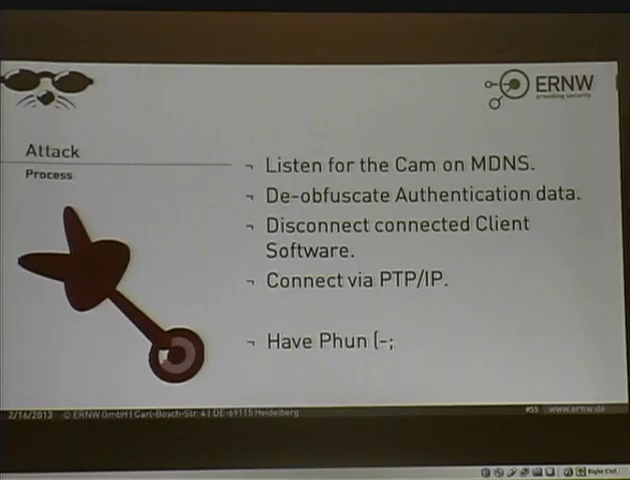 ERNW
providing security.
Attack
Process
¬ Listen for the Cam on MDNS.
¬ De-obfuscate Authentication data.
¬ Disconnect connected Client
Software.
¬ Connect via PTP/IP.
¬ Have Phun (-;
2/16/2013 © ERNW GmbH | Carl-Bosch-Str. 4 | DE-69115 Heidelberg #55 www.ernw.de
Right Ctrl